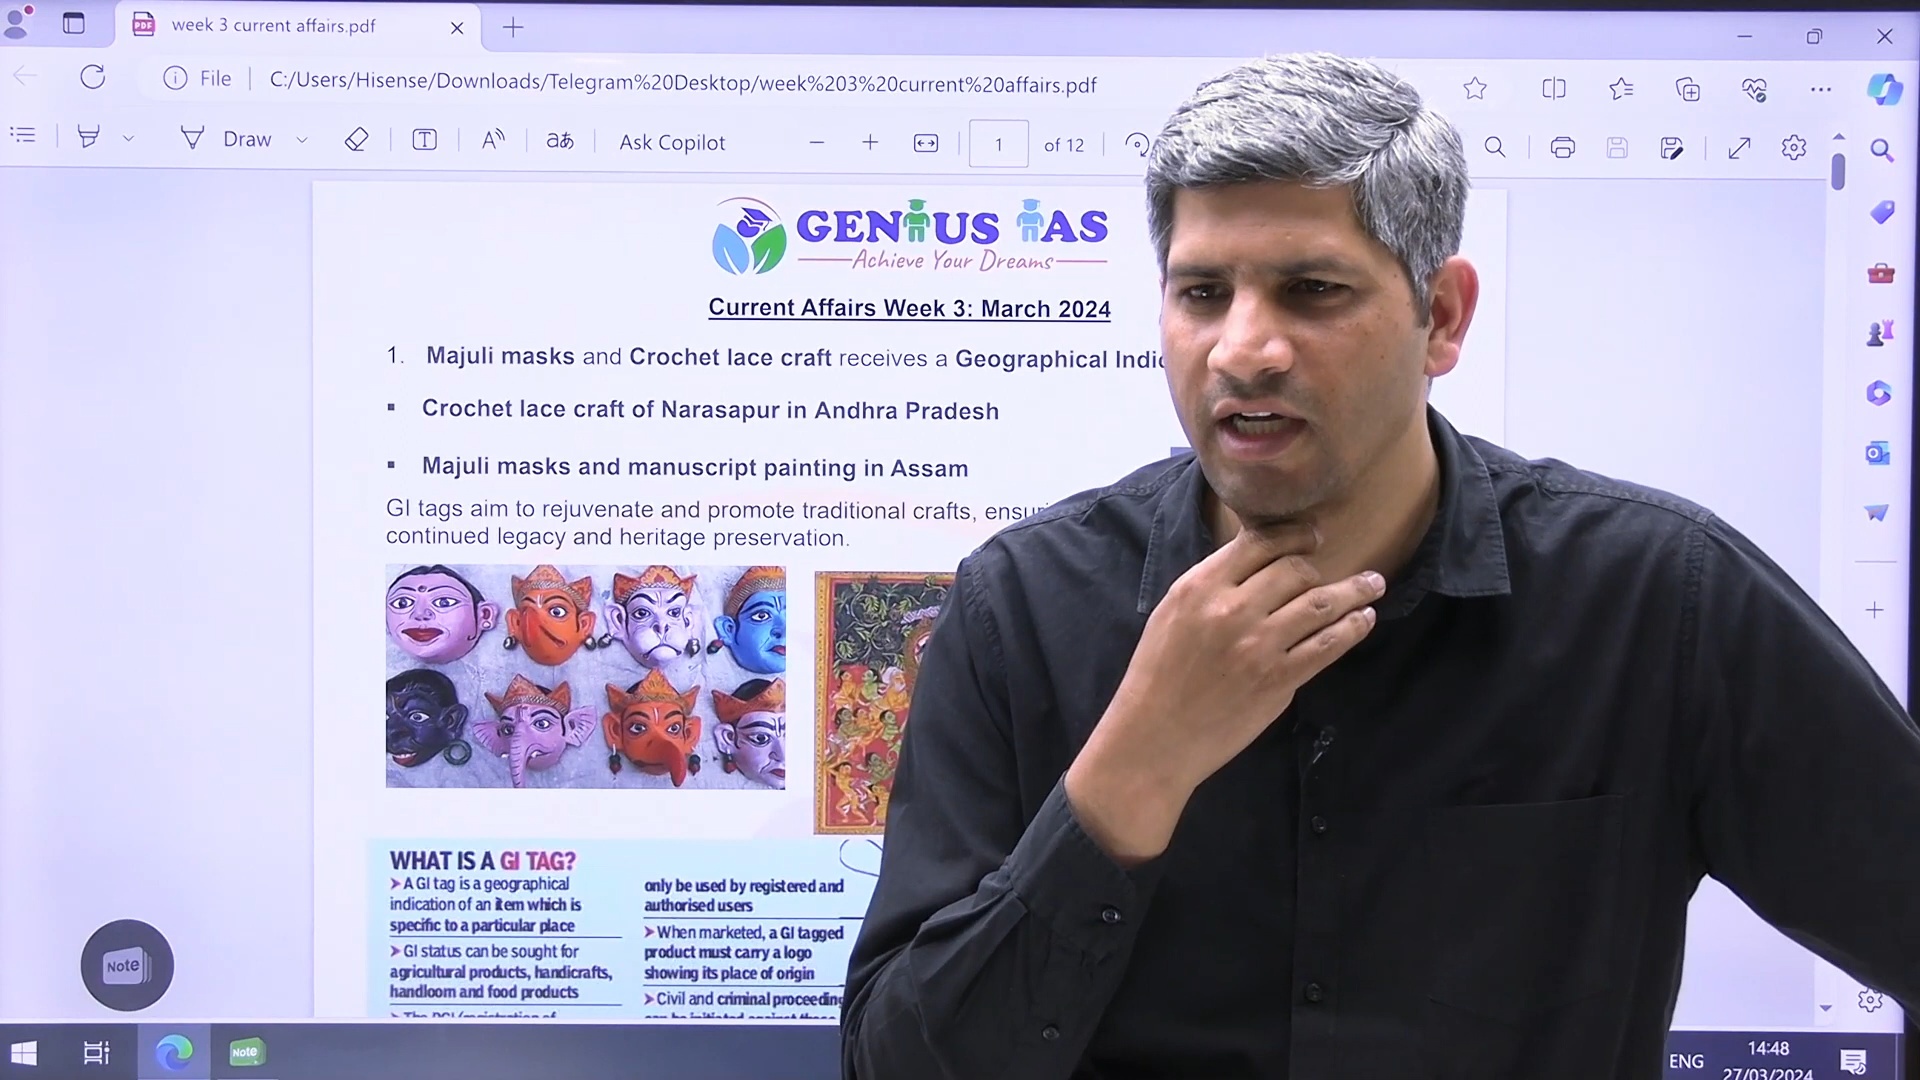 week 3 current affairs.pdf
File
C:/Users/Hisense/Downloads/Telegram%20Desktop/week%203%20current%20affairs.pdf
Draw
aあ
Ask Copilot
1 of 12
GENIUS IAS
Achieve Your Dreams
Current Affairs Week 3: March 2024
1. Majuli masks and Crochet lace craft receives a Geographical Indic
▪ Crochet lace craft of Narasapur in Andhra Pradesh
▪ Majuli masks and manuscript painting in Assam
GI tags aim to rejuvenate and promote traditional crafts, ensuri
continued legacy and heritage preservation.
WHAT IS A GI TAG?
➤A GI tag is a geographical
indication of an item which is
specific to a particular place
➤GI status can be sought for
agricultural products, handicrafts,
handloom and food products
only be used by registered and
authorised users
➤When marketed, a GI tagged
product must carry a logo
showing its place of origin
➤Civil and criminal proceeding
Note
Note
ENG
14:48
27/03/2024